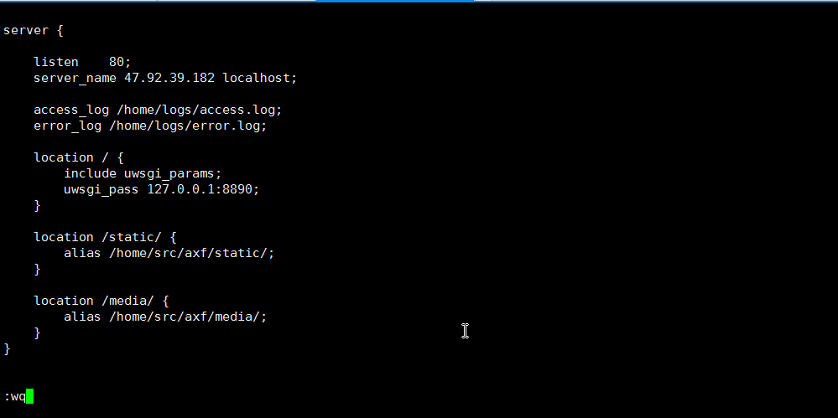 server {
    listen    80;
    server_name 47.92.39.182 localhost;
    access_log /home/logs/access.log;
    error_log /home/logs/error.log;
    location / {
        include uwsgi_params;
        uwsgi_pass 127.0.0.1:8890;
    }
    location /static/ {
        alias /home/src/axf/static/;
    }
    location /media/ {
        alias /home/src/axf/media/;
    }
}
:wq